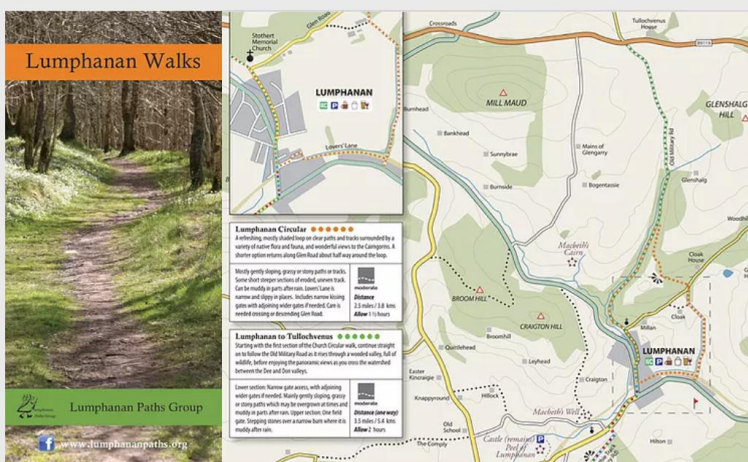 Lumphanan Walks
Lumphanan Paths Group
www.lumphananpaths.org
Glen Road
Stothert
Memorial
Church
LUMPHANAN
Lovers' Lane
Lumphanan Circular
A refreshing, mostly shaded loop on clear paths and tracks surrounded by a
variety of native flora and fauna, and wonderful views to the Cairngorms. A
shorter option returns along Glen Road about half way around the loop.
Mostly gently sloping, grassy or stony paths or tracks.
Some short steeper sections of eroded, uneven track.
Can be muddy in parts after rain. Lovers' Lane is
narrow and slippy in places. Includes narrow kissing
gates with adjoining wider gates if needed. Care is
needed crossing or descending Glen Road.
moderate
Distance
2.5 miles / 3.8 kms
Allow 1 ½ hours
Lumphanan to Tullochvenus
Starting with the first section of the Church Circular walk, continue straight
on to follow the Old Military Road as it rises through a wooded valley, full of
wildlife, before enjoying the panoramic views as you cross the watershed
between the Dee and Don valleys.
Lower section: Narrow gate access, with adjoining
wider gates if needed. Mainly gently sloping, grassy
or stony paths which may be overgrown at times and
muddy in parts after rain. Upper section: One field
gate. Stepping stones over a narrow burn where it is
muddy after rain.
moderate
Distance (one way)
3.5 miles / 5.4 kms
Allow 2 hours
Crossroads
Tullochvenus
House
MILL MAUD
GLENSHALG
HILL
Burnhead
Bankhead
Sunnybrae
Mains of
Glengarry
Old Military Rd
Burnside
Bogentassie
Glenshalg
Woodhi
Macbeth's
Cairn
Cloak
House
BROOM HILL
CRAIGTON HILL
Cloak
Millan
Broomhill
Quittlehead
Leyhead
LUMPHANAN
Easter
Kincraigie
Craigton
Hillock
Knappyround
Macbeth's Well
Old
School
The Comply
Castle (remains)
Peel of
Lumphanan
Hilton